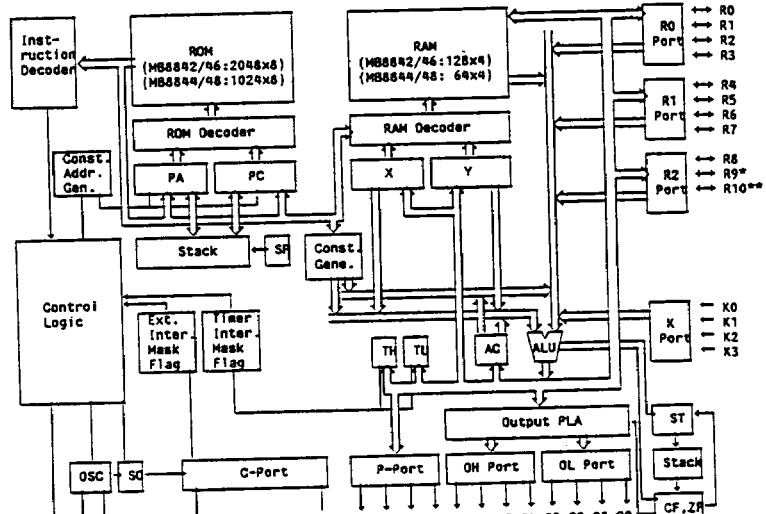 Inst-
ruction
Decoder
ROM
(MB8842/46:2048x8)
(MB8844/48:1024x8)
RAM
(MB8842/46:128x4)
(MB8844/48: 64x4)
R0
Port
R0
R1
R2
R3
ROM Decoder
RAM Decoder
R1
Port
R4
R5
R6
R7
Const.
Addr.
Gen.
PA
PC
X
Y
R2
Port
R8
R9*
R10**
Stack
SP
Const.
Gene.
Control
Logic
Ext.
Inter
Mask
Flag
Timer
Inter.
Mask
Flag
TH
TL
AC
ALU
K
Port
K0
K1
K2
K3
Output PLA
ST
OSC
SO
C-Port
P-Port
OH Port
OL Port
Stack
CF,ZF